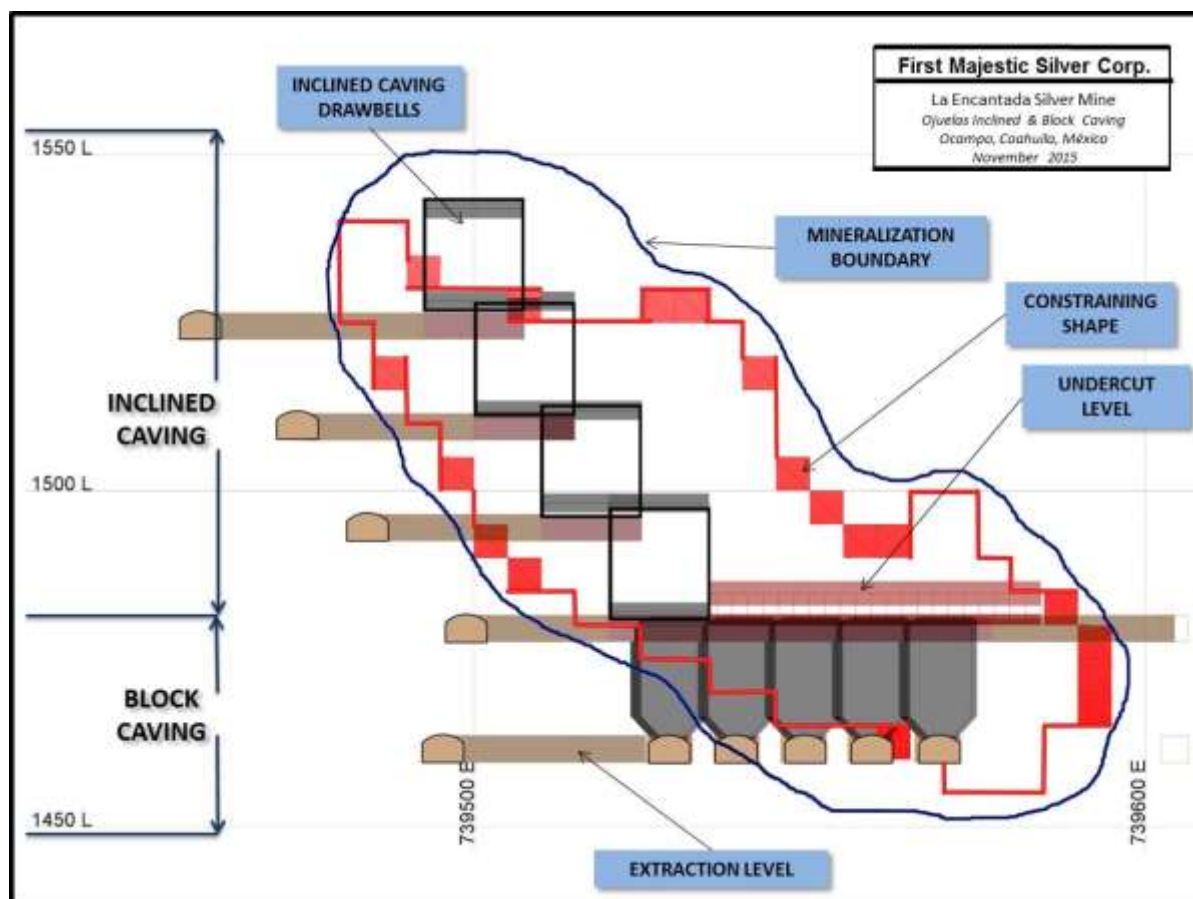 First Majestic Silver Corp.
La Encantada Silver Mine
Ojuelas Inclined & Block Caving
Ocampo, Coahuila, México
November 2015
INCLINED CAVING
DRAWBELLS
1550 L
MINERALIZATION
BOUNDARY
CONSTRAINING
SHAPE
UNDERCUT
LEVEL
INCLINED
CAVING
1500 L
BLOCK
CAVING
1450 L
739500 E
739600 E
EXTRACTION LEVEL